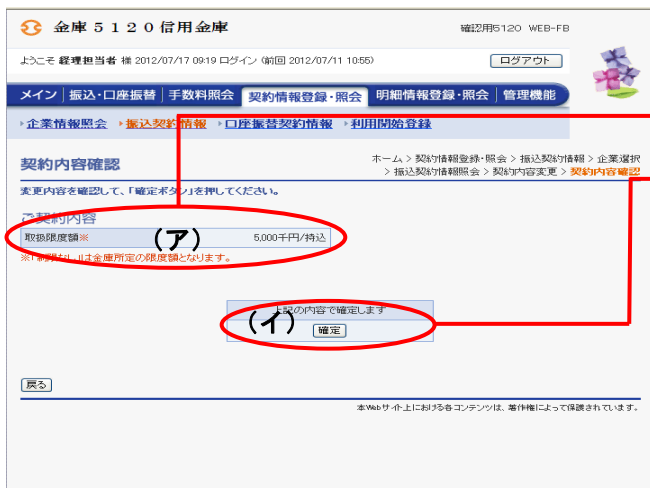 金庫５１２０信用金庫
確認用5120 WEB-FB
ようこそ 経理担当者 様 2012/07/17 09:19 ログイン (前回 2012/07/11 10:55)
ログアウト
メイン 振込・口座振替 手数料照会 契約情報登録・照会 明細情報登録・照会 管理機能
企業情報照会 振込契約情報 口座振替契約情報 利用開始登録
契約内容確認
ホーム > 契約情報登録・照会 > 振込契約情報 > 企業選択
> 振込契約情報照会 > 契約内容変更 > 契約内容確認
変更内容を確認して、「確定ボタン」を押してください。
ご契約内容
取扱限度額※ (ア) 5,000千円/持込
※「制限なし」は金庫所定の限度額となります。
上記の内容で確定します
(イ) 確定
戻る
本Webサイト上における各コンテンツは、著作権によって保護されています。